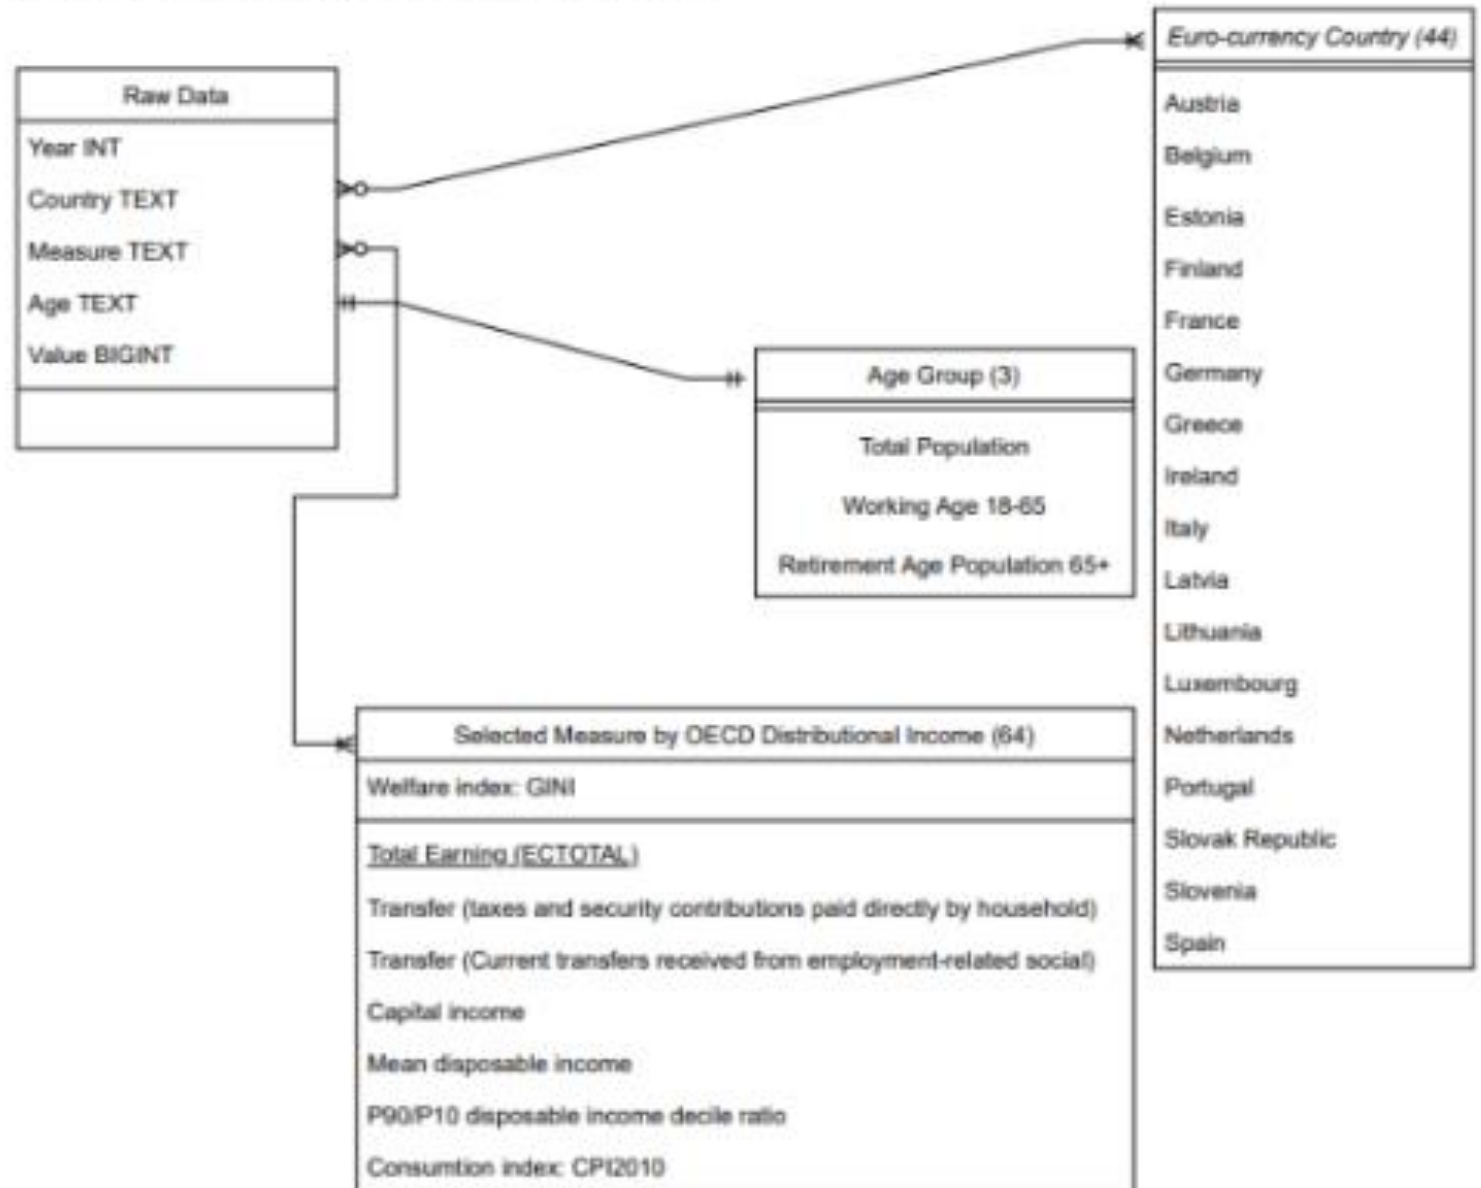 Raw Data
Year INT
Country TEXT
Measure TEXT
Age TEXT
Value BIGINT
Euro-currency Country (44)
Austria
Belgium
Estonia
Finland
France
Germany
Greece
Ireland
Italy
Latvia
Lithuania
Luxembourg
Netherlands
Portugal
Slovak Republic
Slovenia
Spain
Age Group (3)
Total Population
Working Age 18-65
Retirement Age Population 65+
Selected Measure by OECD Distributional Income (64)
Welfare index: GINI
Total Earning (ECTOTAL)
Transfer (taxes and security contributions paid directly by household)
Transfer (Current transfers received from employment-related social)
Capital income
Mean disposable income
P90/P10 disposable income decile ratio
Consumtion index: CPI2010